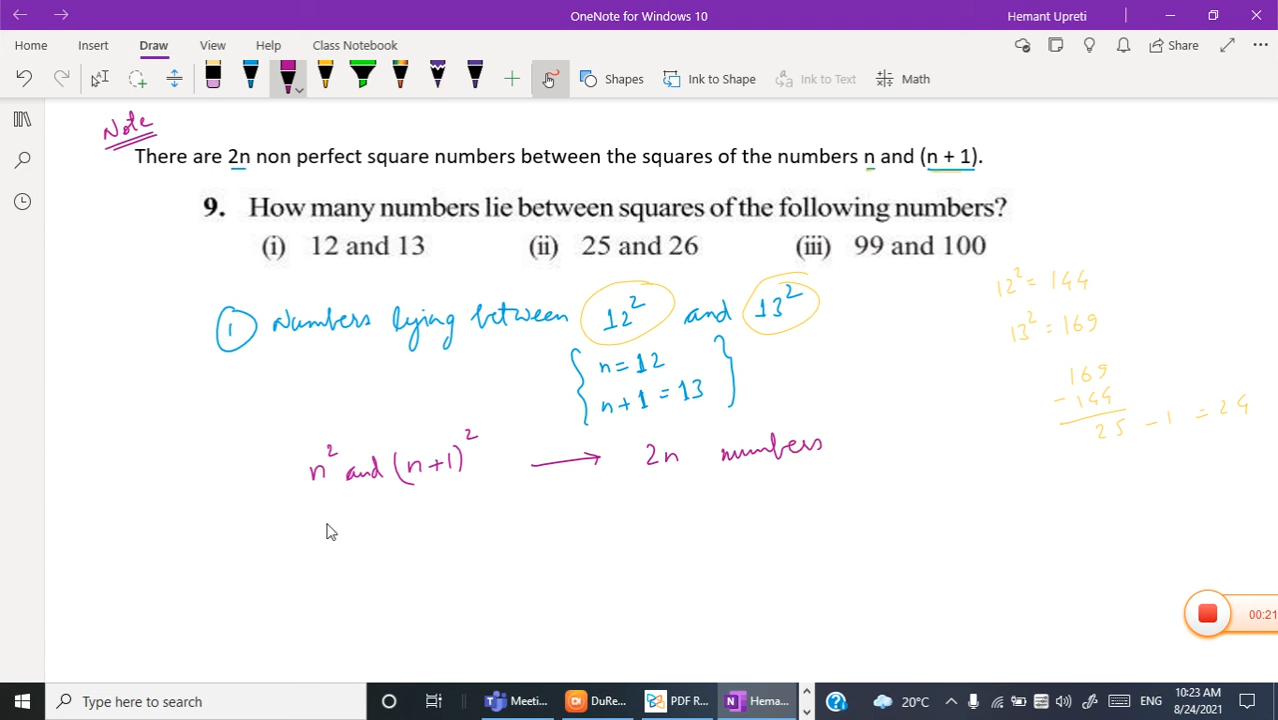 OneNote for Windows 10
Hemant Upreti
Home Insert Draw View Help Class Notebook
Share
Shapes Ink to Shape Ink to Text Math
Note
There are 2n non perfect square numbers between the squares of the numbers n and (n + 1).
9. How many numbers lie between squares of the following numbers?
(i) 12 and 13 (ii) 25 and 26 (iii) 99 and 100
① Numbers lying between 12² and 13²
n = 12
n + 1 = 13
n² and (n+1)² → 2n numbers
12² = 144
13² = 169
169
- 144
25 - 1 = 24
00:21
Type here to search
Meeti...
DuRe...
PDF R...
Hema...
20°C
ENG
10:23 AM
8/24/2021